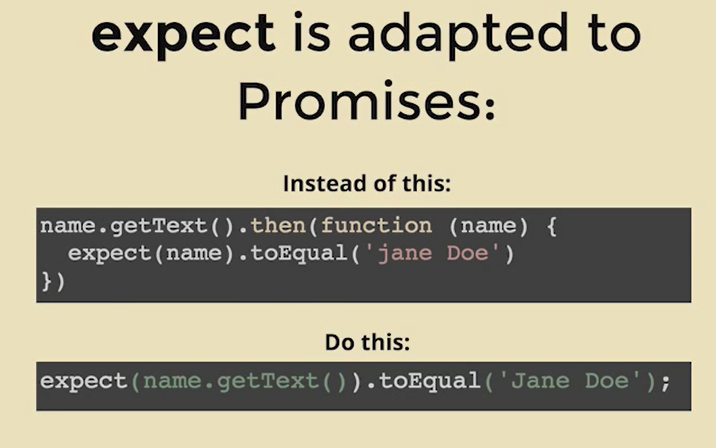 expect is adapted to
Promises:
Instead of this:
name.getText().then(function (name) {
  expect(name).toEqual('jane Doe')
})
Do this:
expect(name.getText()).toEqual('Jane Doe');